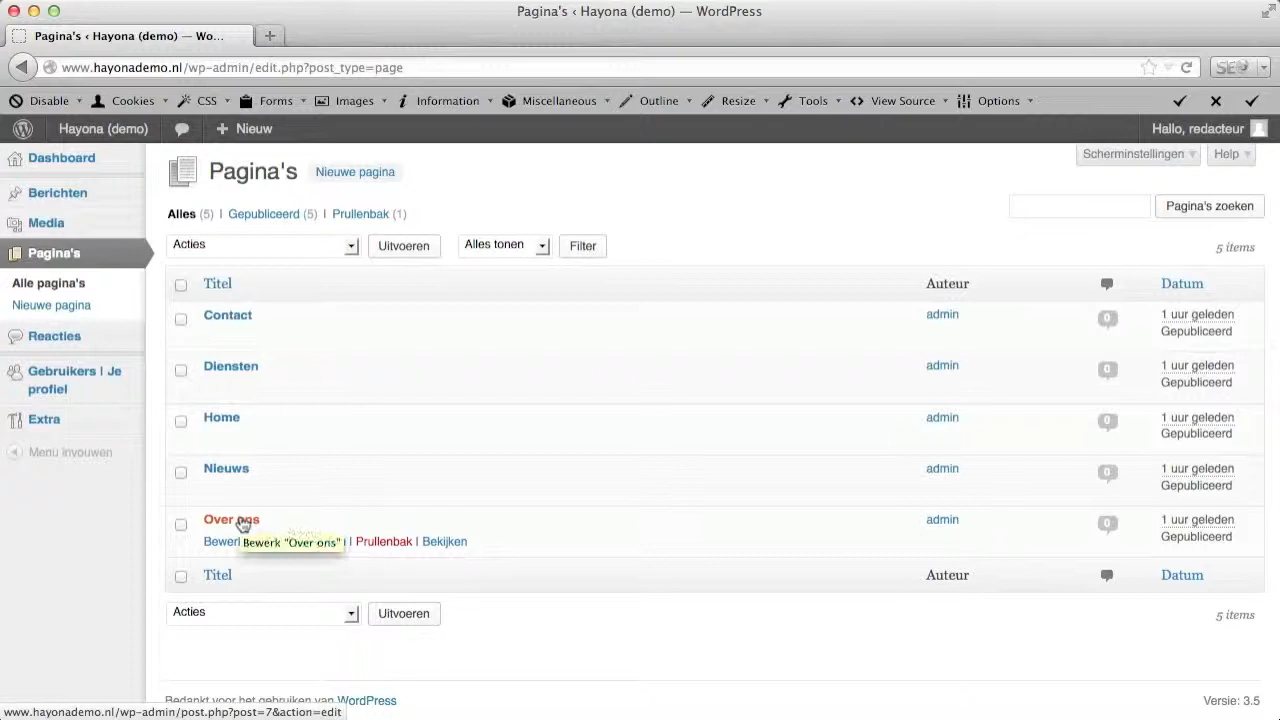 Pagina's ‹ Hayona (demo) — WordPress
Pagina's ‹ Hayona (demo) — Wo...
www.hayonademo.nl/wp-admin/edit.php?post_type=page
Disable Cookies CSS Forms Images Information Miscellaneous Outline Resize Tools View Source Options
Hayona (demo) Nieuw Hallo, redacteur
Scherminstellingen Help
Dashboard
Berichten
Media
Pagina's
Alle pagina's
Nieuwe pagina
Reacties
Gebruikers | Je
profiel
Extra
Menu invouwen
Pagina's Nieuwe pagina
Alles (5) | Gepubliceerd (5) | Prullenbak (1)
Pagina's zoeken
Acties Uitvoeren Alles tonen Filter 5 items
Titel Auteur Datum
Contact admin 0 1 uur geleden
Gepubliceerd
Diensten admin 0 1 uur geleden
Gepubliceerd
Home admin 0 1 uur geleden
Gepubliceerd
Nieuws admin 0 1 uur geleden
Gepubliceerd
Over ons admin 0 1 uur geleden
Gepubliceerd
| Prullenbak | Bekijken
Bewerk "Over ons"
Titel Auteur Datum
Acties Uitvoeren 5 items
Bedankt voor het gebruiken van WordPress Versie: 3.5
www.hayonademo.nl/wp-admin/post.php?post=7&action=edit